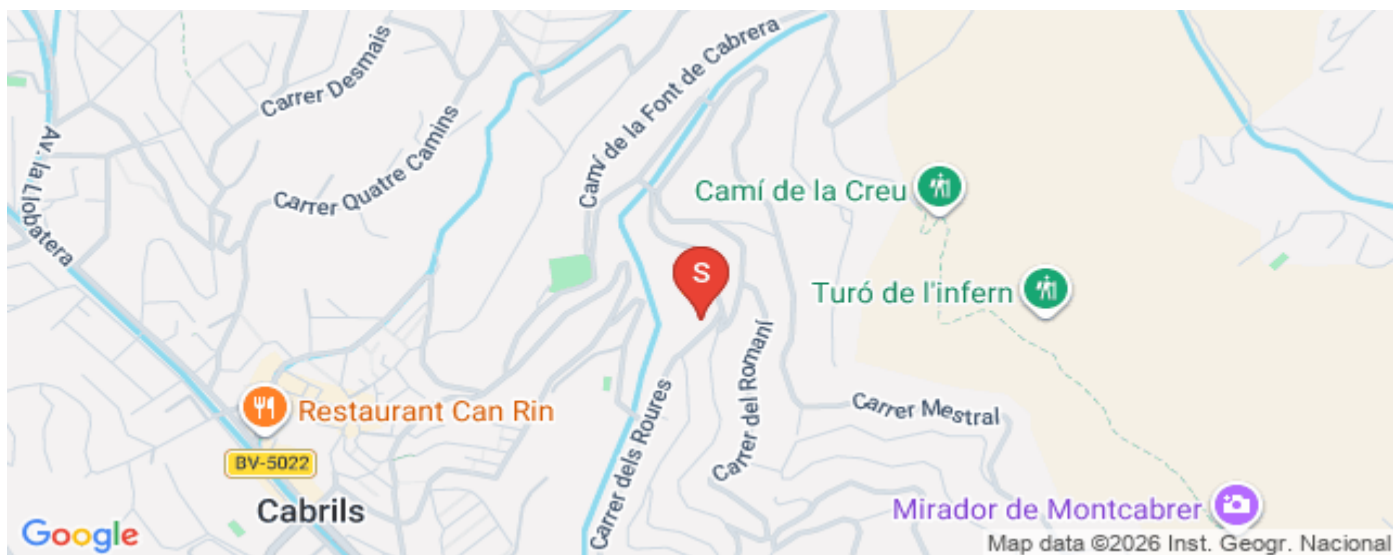 Carrer Desmais
Camí de la Font de Cabrera
Av. la Llobatera
Carrer Quatre Camins
Camí de la Creu
S
Turó de l'infern
Carrer del Romaní
Restaurant Can Rin
Carrer Mestral
Carrer dels Roures
BV-5022
Cabrils
Mirador de Montcabrer
Google
Map data ©2026 Inst. Geogr. Nacional